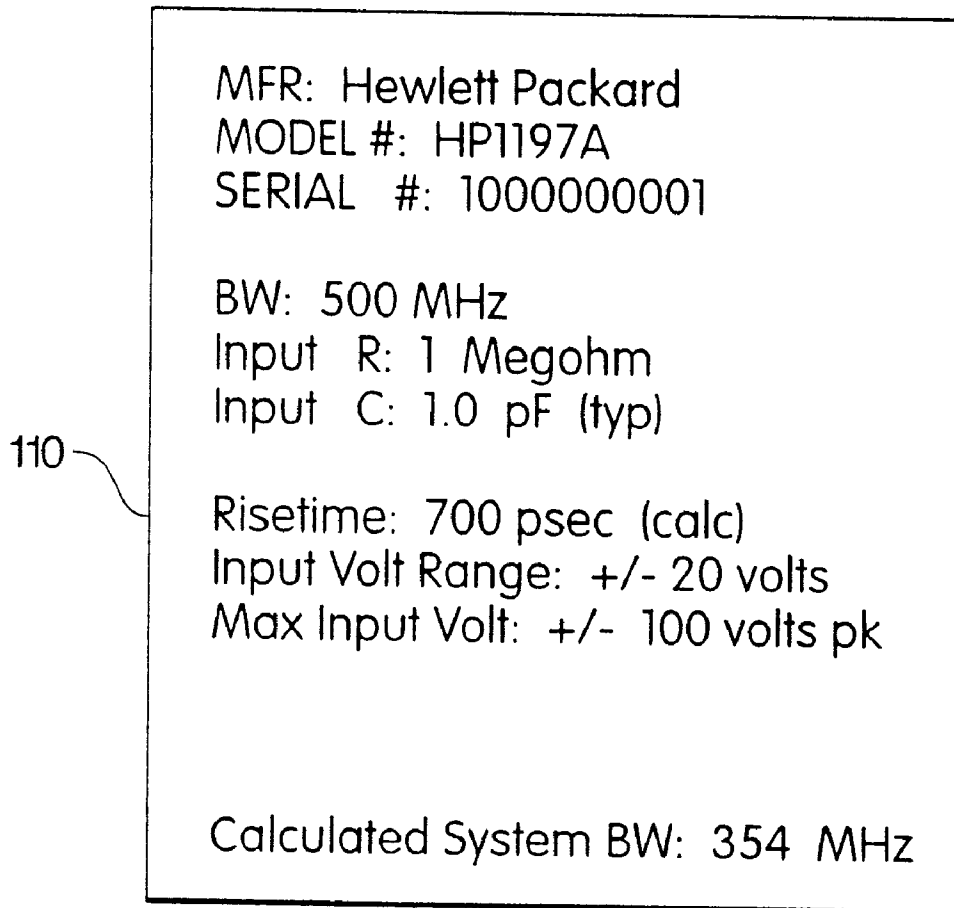 MFR: Hewlett Packard
MODEL #: HP1197A
SERIAL #: 1000000001
BW: 500 MHz
Input R: 1 Megohm
Input C: 1.0 pF (typ)
110
Risetime: 700 psec (calc)
Input Volt Range: +/- 20 volts
Max Input Volt: +/- 100 volts pk
Calculated System BW: 354 MHz